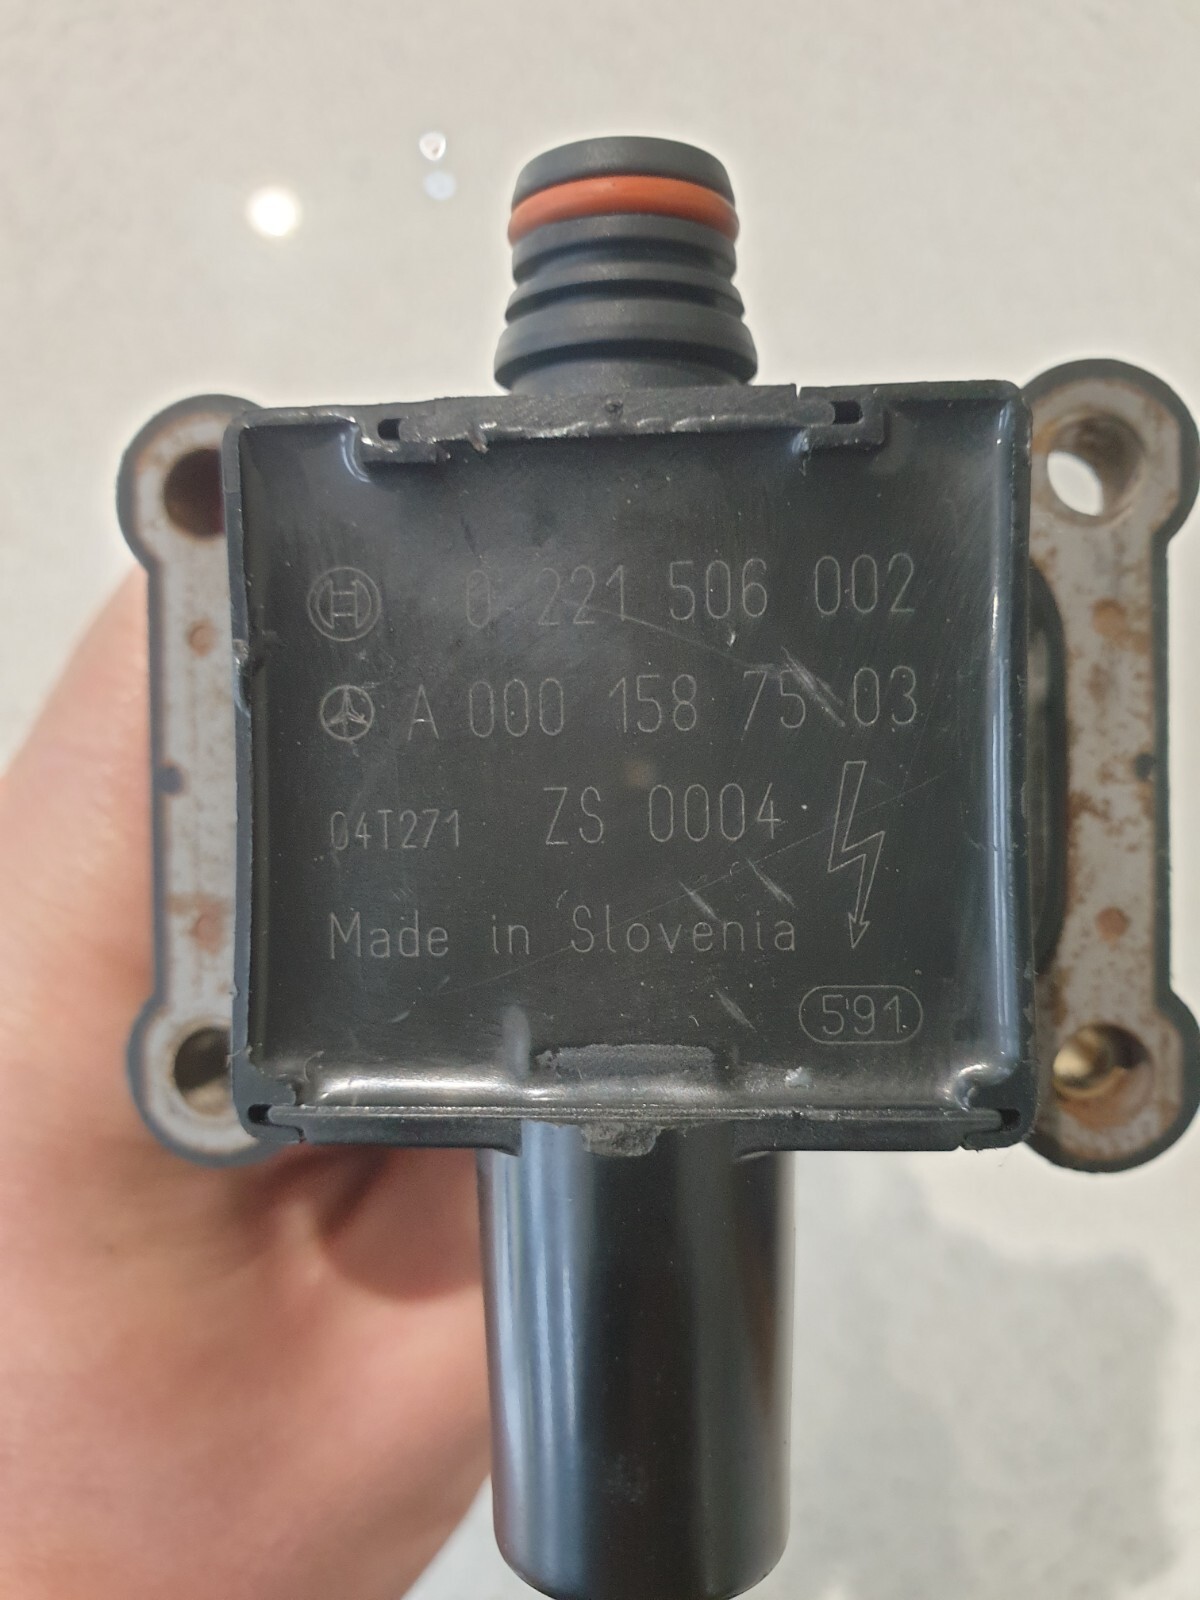 0 221 506 002
A 000 158 75 03
04T271 ZS 0004
Made in Slovenia
591